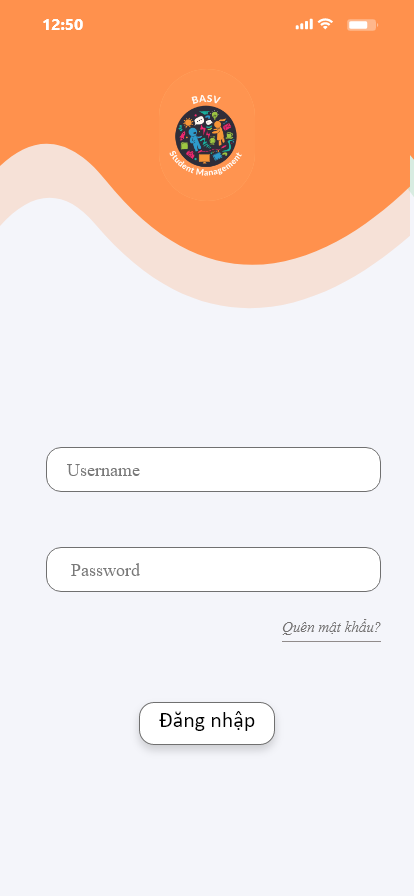 12:50
BASV
Student Management
Username
Password
Quên mật khẩu?
Đăng nhập